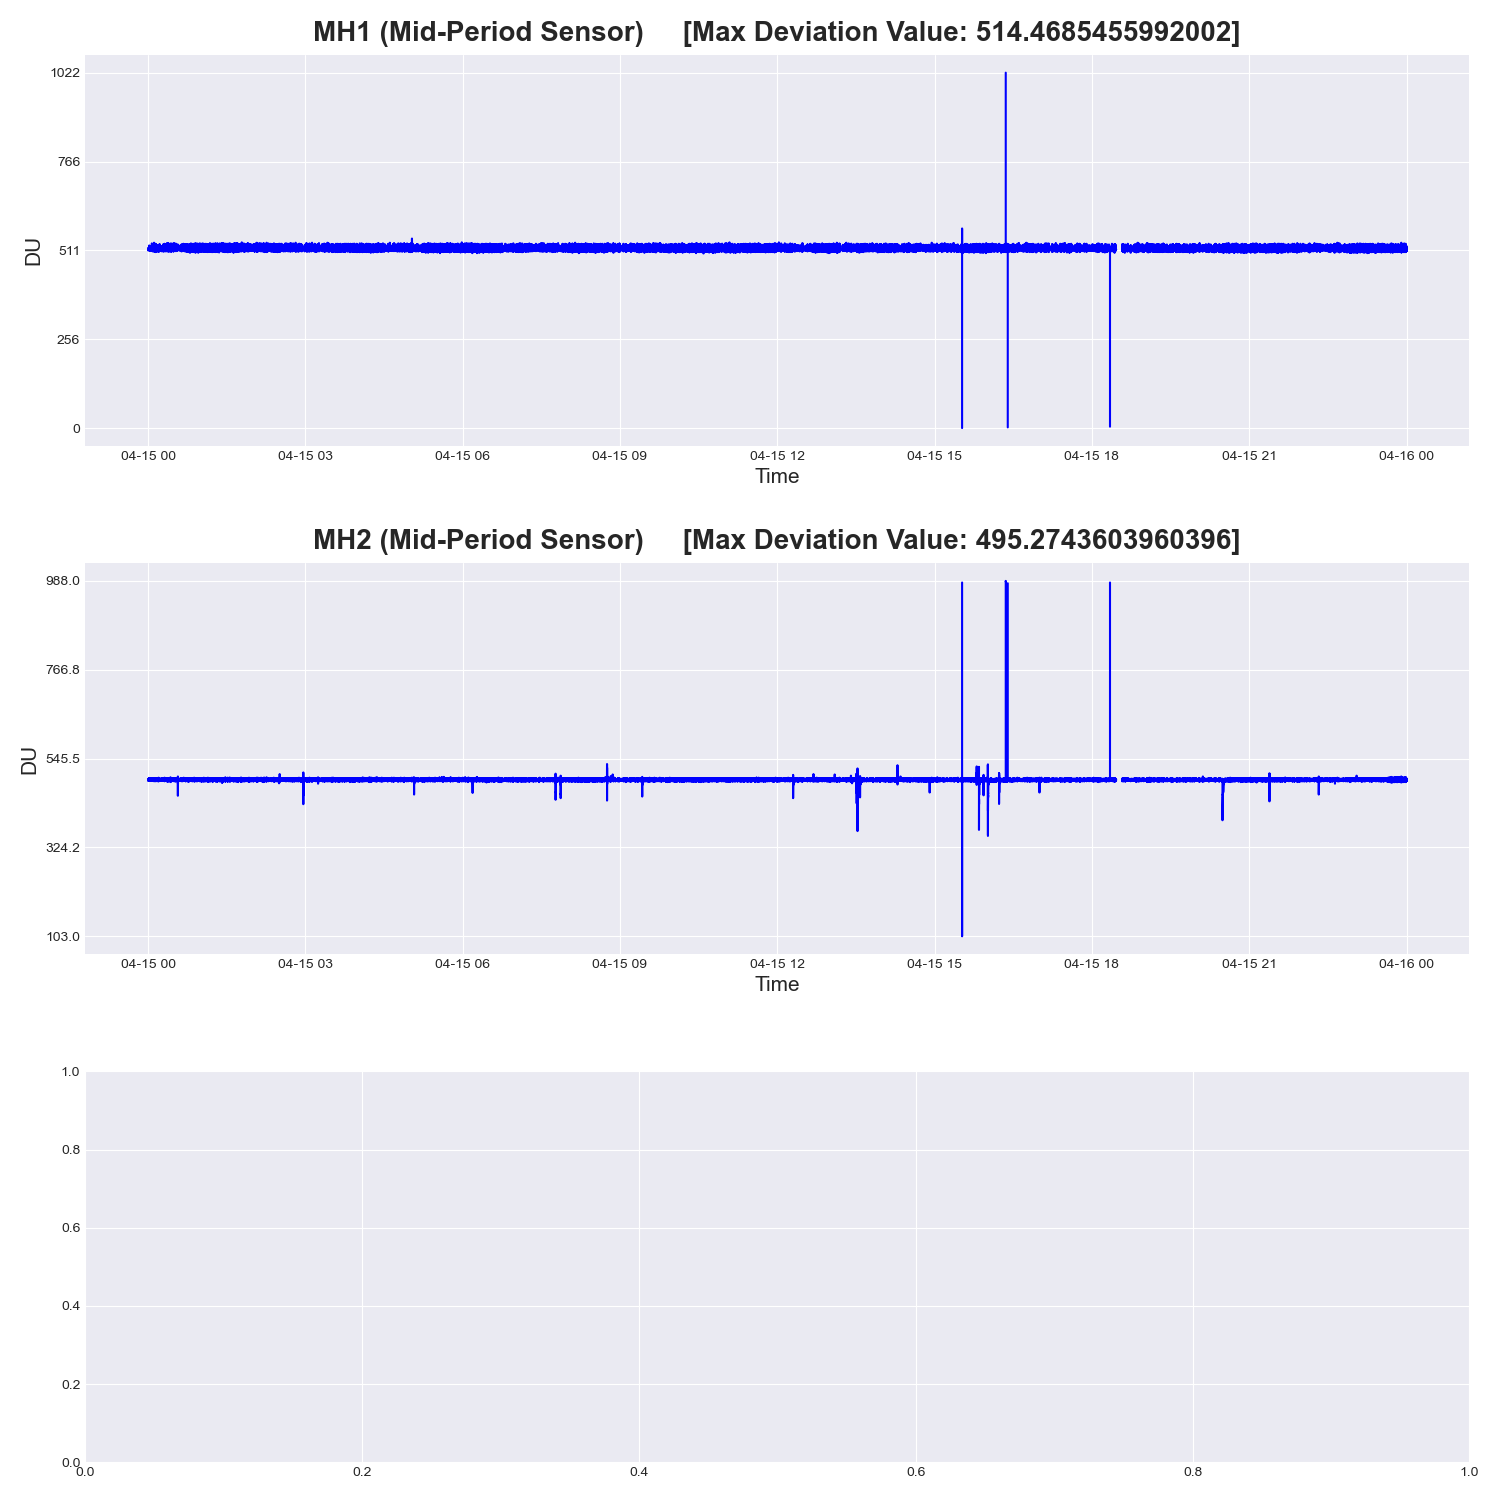 MH1 (Mid-Period Sensor) [Max Deviation Value: 514.4685455992002]
1022
766
511
256
0
DU
04-15 00 04-15 03 04-15 06 04-15 09 04-15 12 04-15 15 04-15 18 04-15 21 04-16 00
Time
MH2 (Mid-Period Sensor) [Max Deviation Value: 495.2743603960396]
988.0
766.8
545.5
324.2
103.0
DU
04-15 00 04-15 03 04-15 06 04-15 09 04-15 12 04-15 15 04-15 18 04-15 21 04-16 00
Time
1.0
0.8
0.6
0.4
0.2
0.0
0.0 0.2 0.4 0.6 0.8 1.0